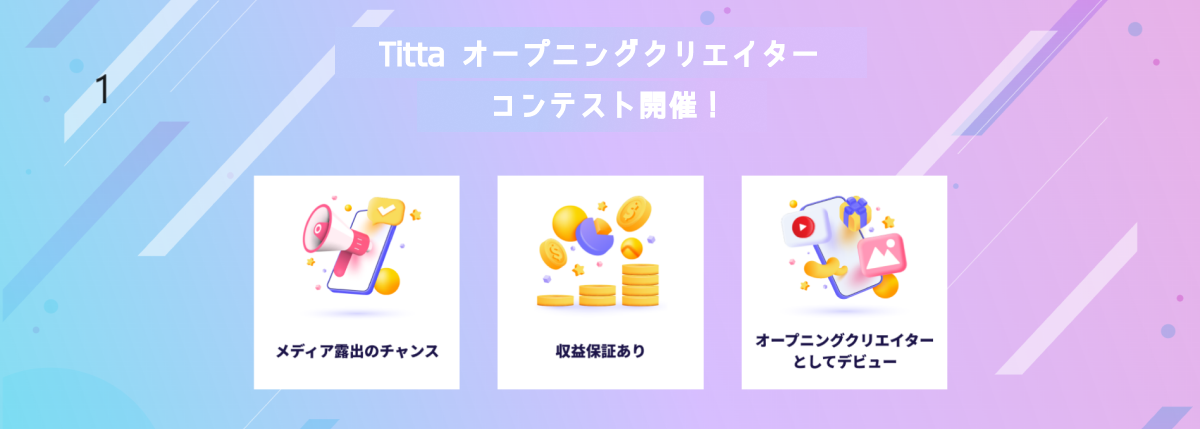 Titta オープニングクリエイター
コンテスト開催！
1
メディア露出のチャンス
収益保証あり
オープニングクリエイター
としてデビュー